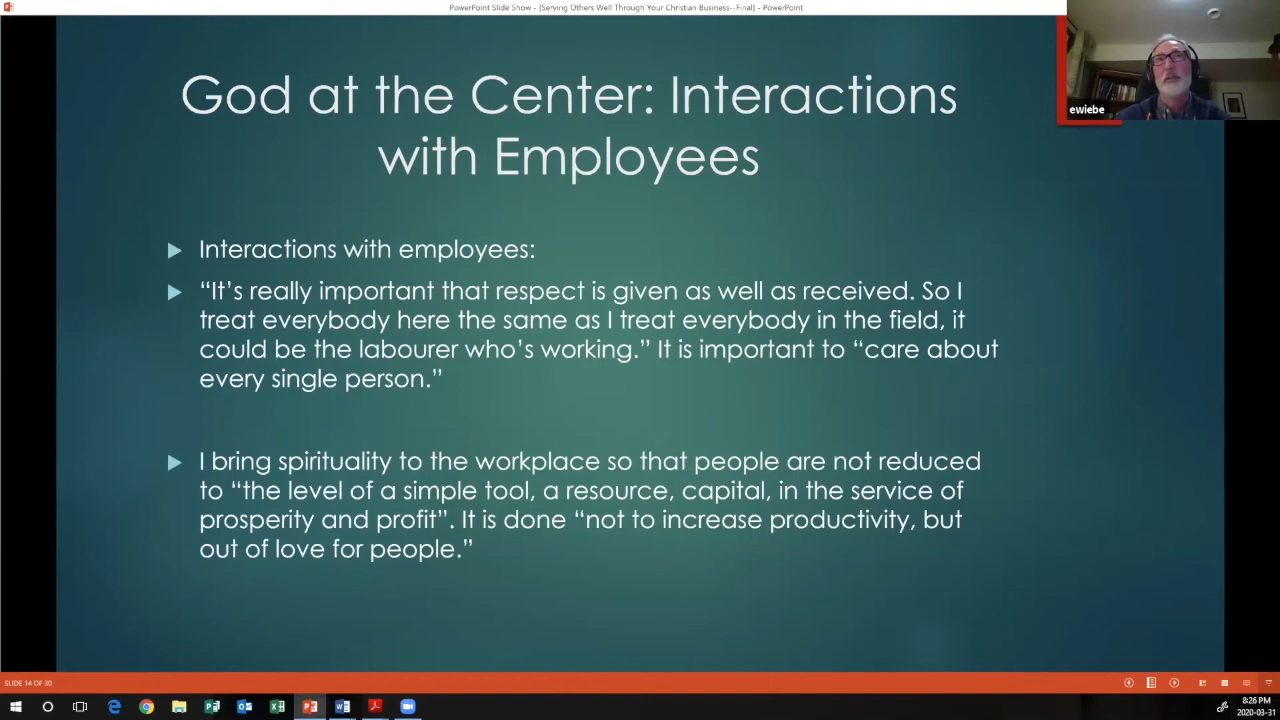 PowerPoint Slide Show - [Serving Others Well Through Your Christian Business--Final] - PowerPoint
ewiebe
God at the Center: Interactions
with Employees
Interactions with employees:
“It’s really important that respect is given as well as received. So I
treat everybody here the same as I treat everybody in the field, it
could be the labourer who’s working.” It is important to “care about
every single person.”
I bring spirituality to the workplace so that people are not reduced
to “the level of a simple tool, a resource, capital, in the service of
prosperity and profit”. It is done “not to increase productivity, but
out of love for people.”
SLIDE 14 OF 30
8:26 PM
2020-03-31